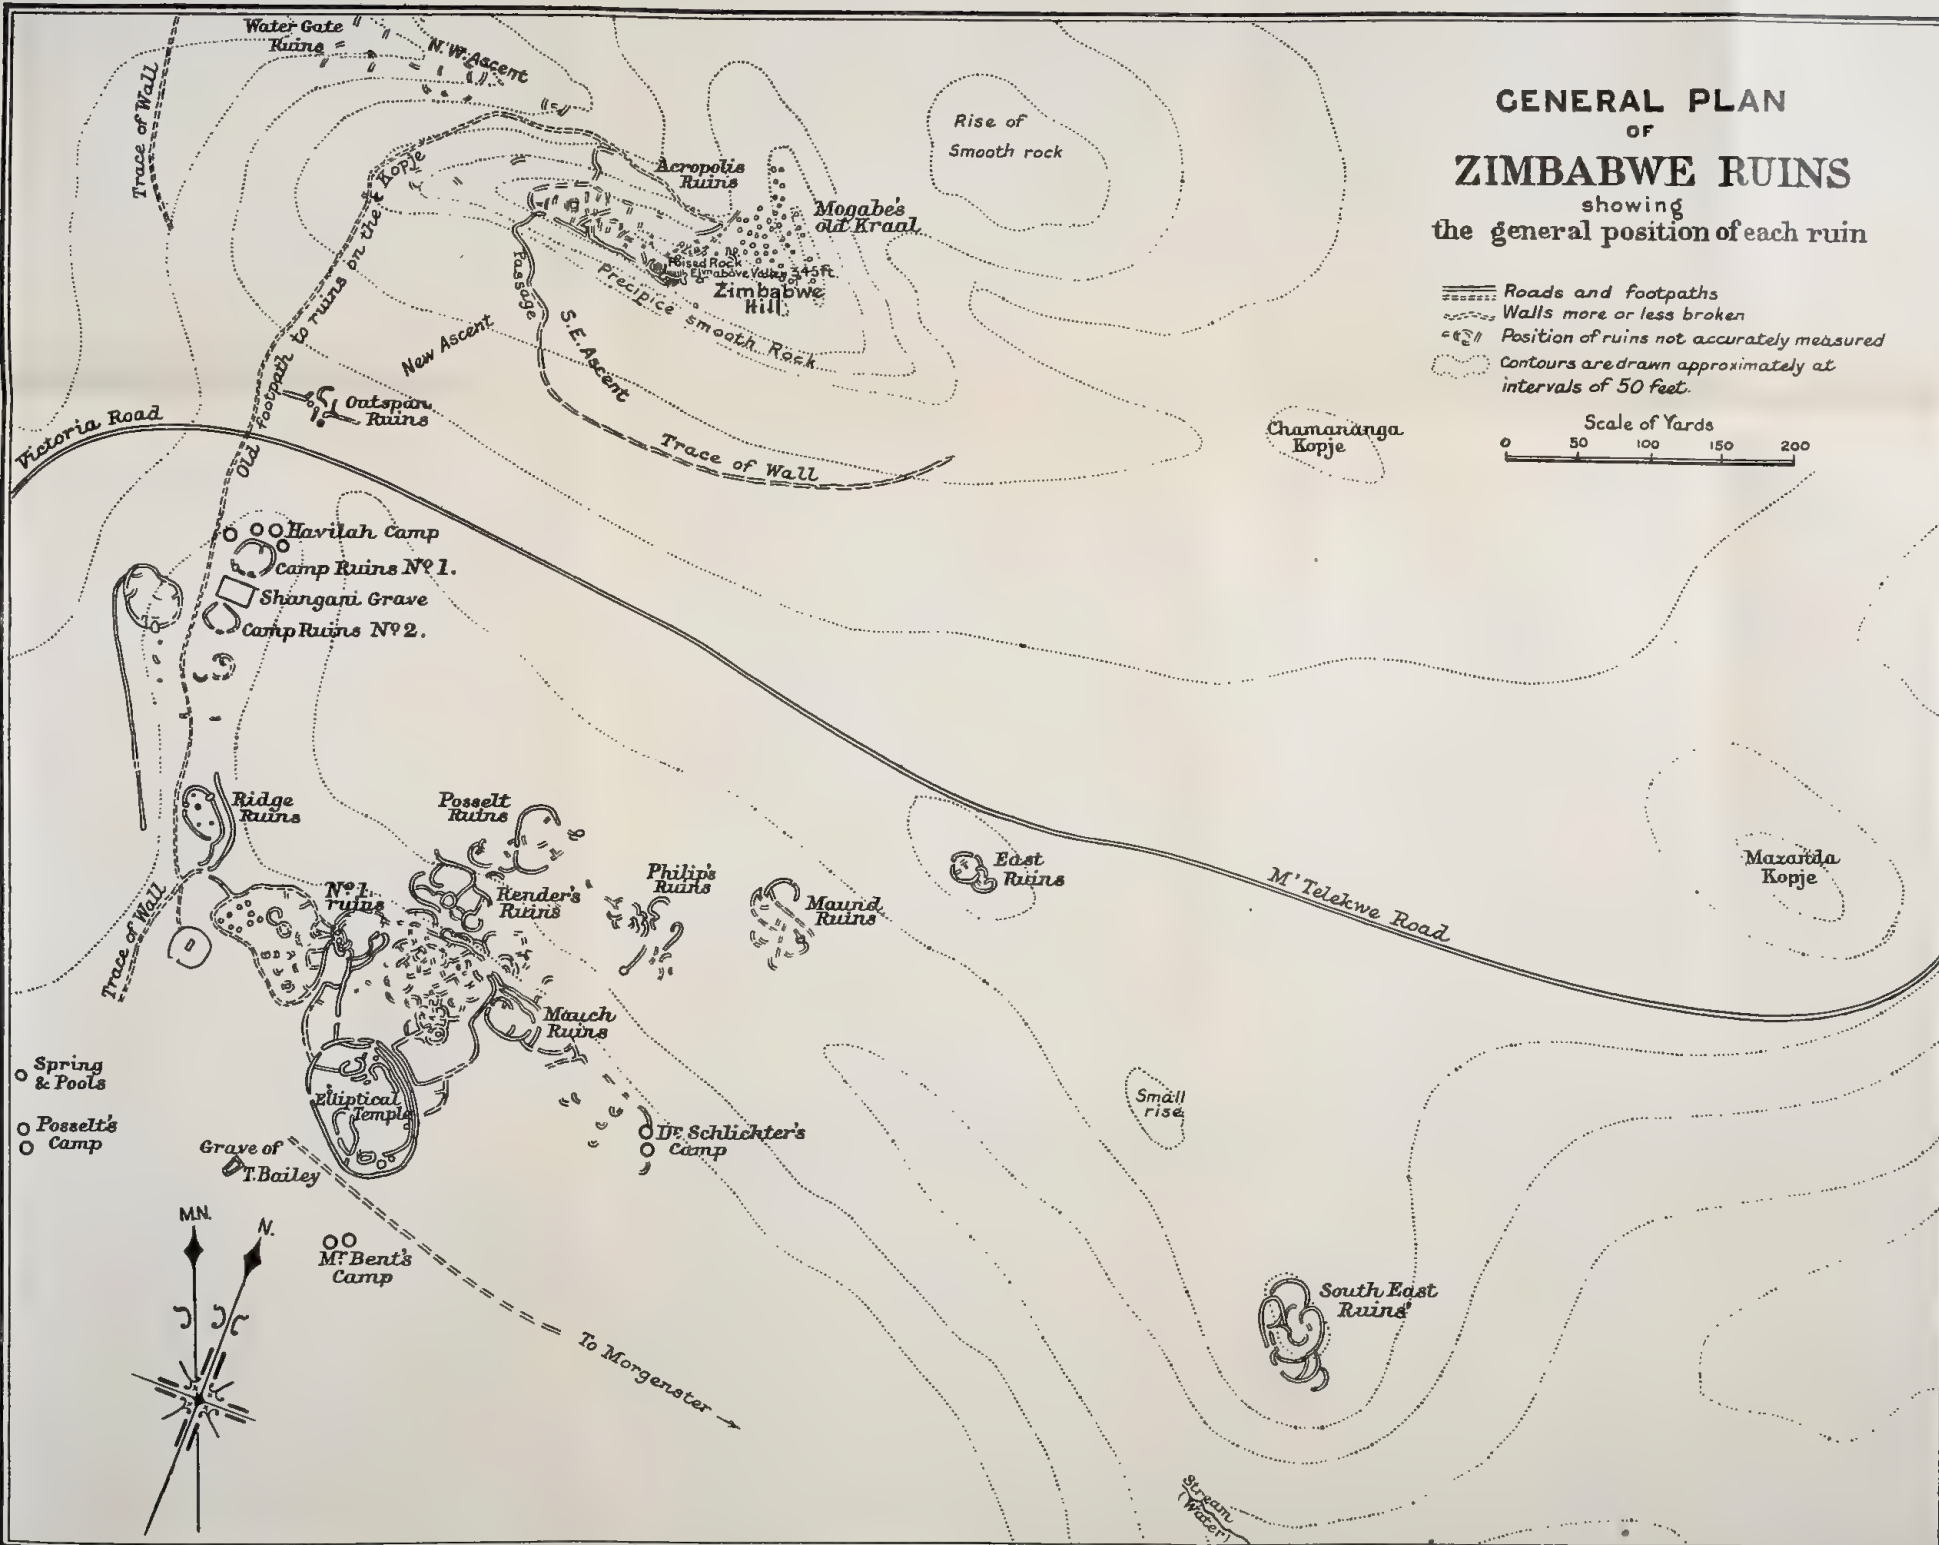 GENERAL PLAN
OF
ZIMBABWE RUINS
showing
the general position of each ruin
Roads and footpaths
Walls more or less broken
Position of ruins not accurately measured
Contours are drawn approximately at
intervals of 50 feet.
Scale of Yards
0 50 100 150 200
Water Gate
Ruins
N.W. Ascent
Trace of Wall
Rise of
Smooth rock
Acropolis
Ruins
Mogabe's
old Kraal
Poised Rock
Elvn above Valley 345ft.
Zimbabwe
Hill
Precipice smooth Rock
Passage
S.E. Ascent
New Ascent
Old footpath to ruins on the Kopje
Outspan
Ruins
Victoria Road
Trace of Wall
Chamananga
Kopje
Havilah Camp
Camp Ruins No 1.
Shangani Grave
Camp Ruins No 2.
Ridge
Ruins
Posselt
Ruins
No 1.
ruins
Render's
Ruins
Philip's
Ruins
Maund
Ruins
East
Ruins
M'Telekwe Road
Mazanda
Kopje
Trace of Wall
Mauch
Ruins
Spring
& Pools
Posselt's
Camp
Elliptical
Temple
Dr Schlichter's
Camp
Small
rise
Grave of
T. Bailey
M.N.
N.
Mr. Bent's
Camp
To Morgenster
South East
Ruins
Stream
(Water)